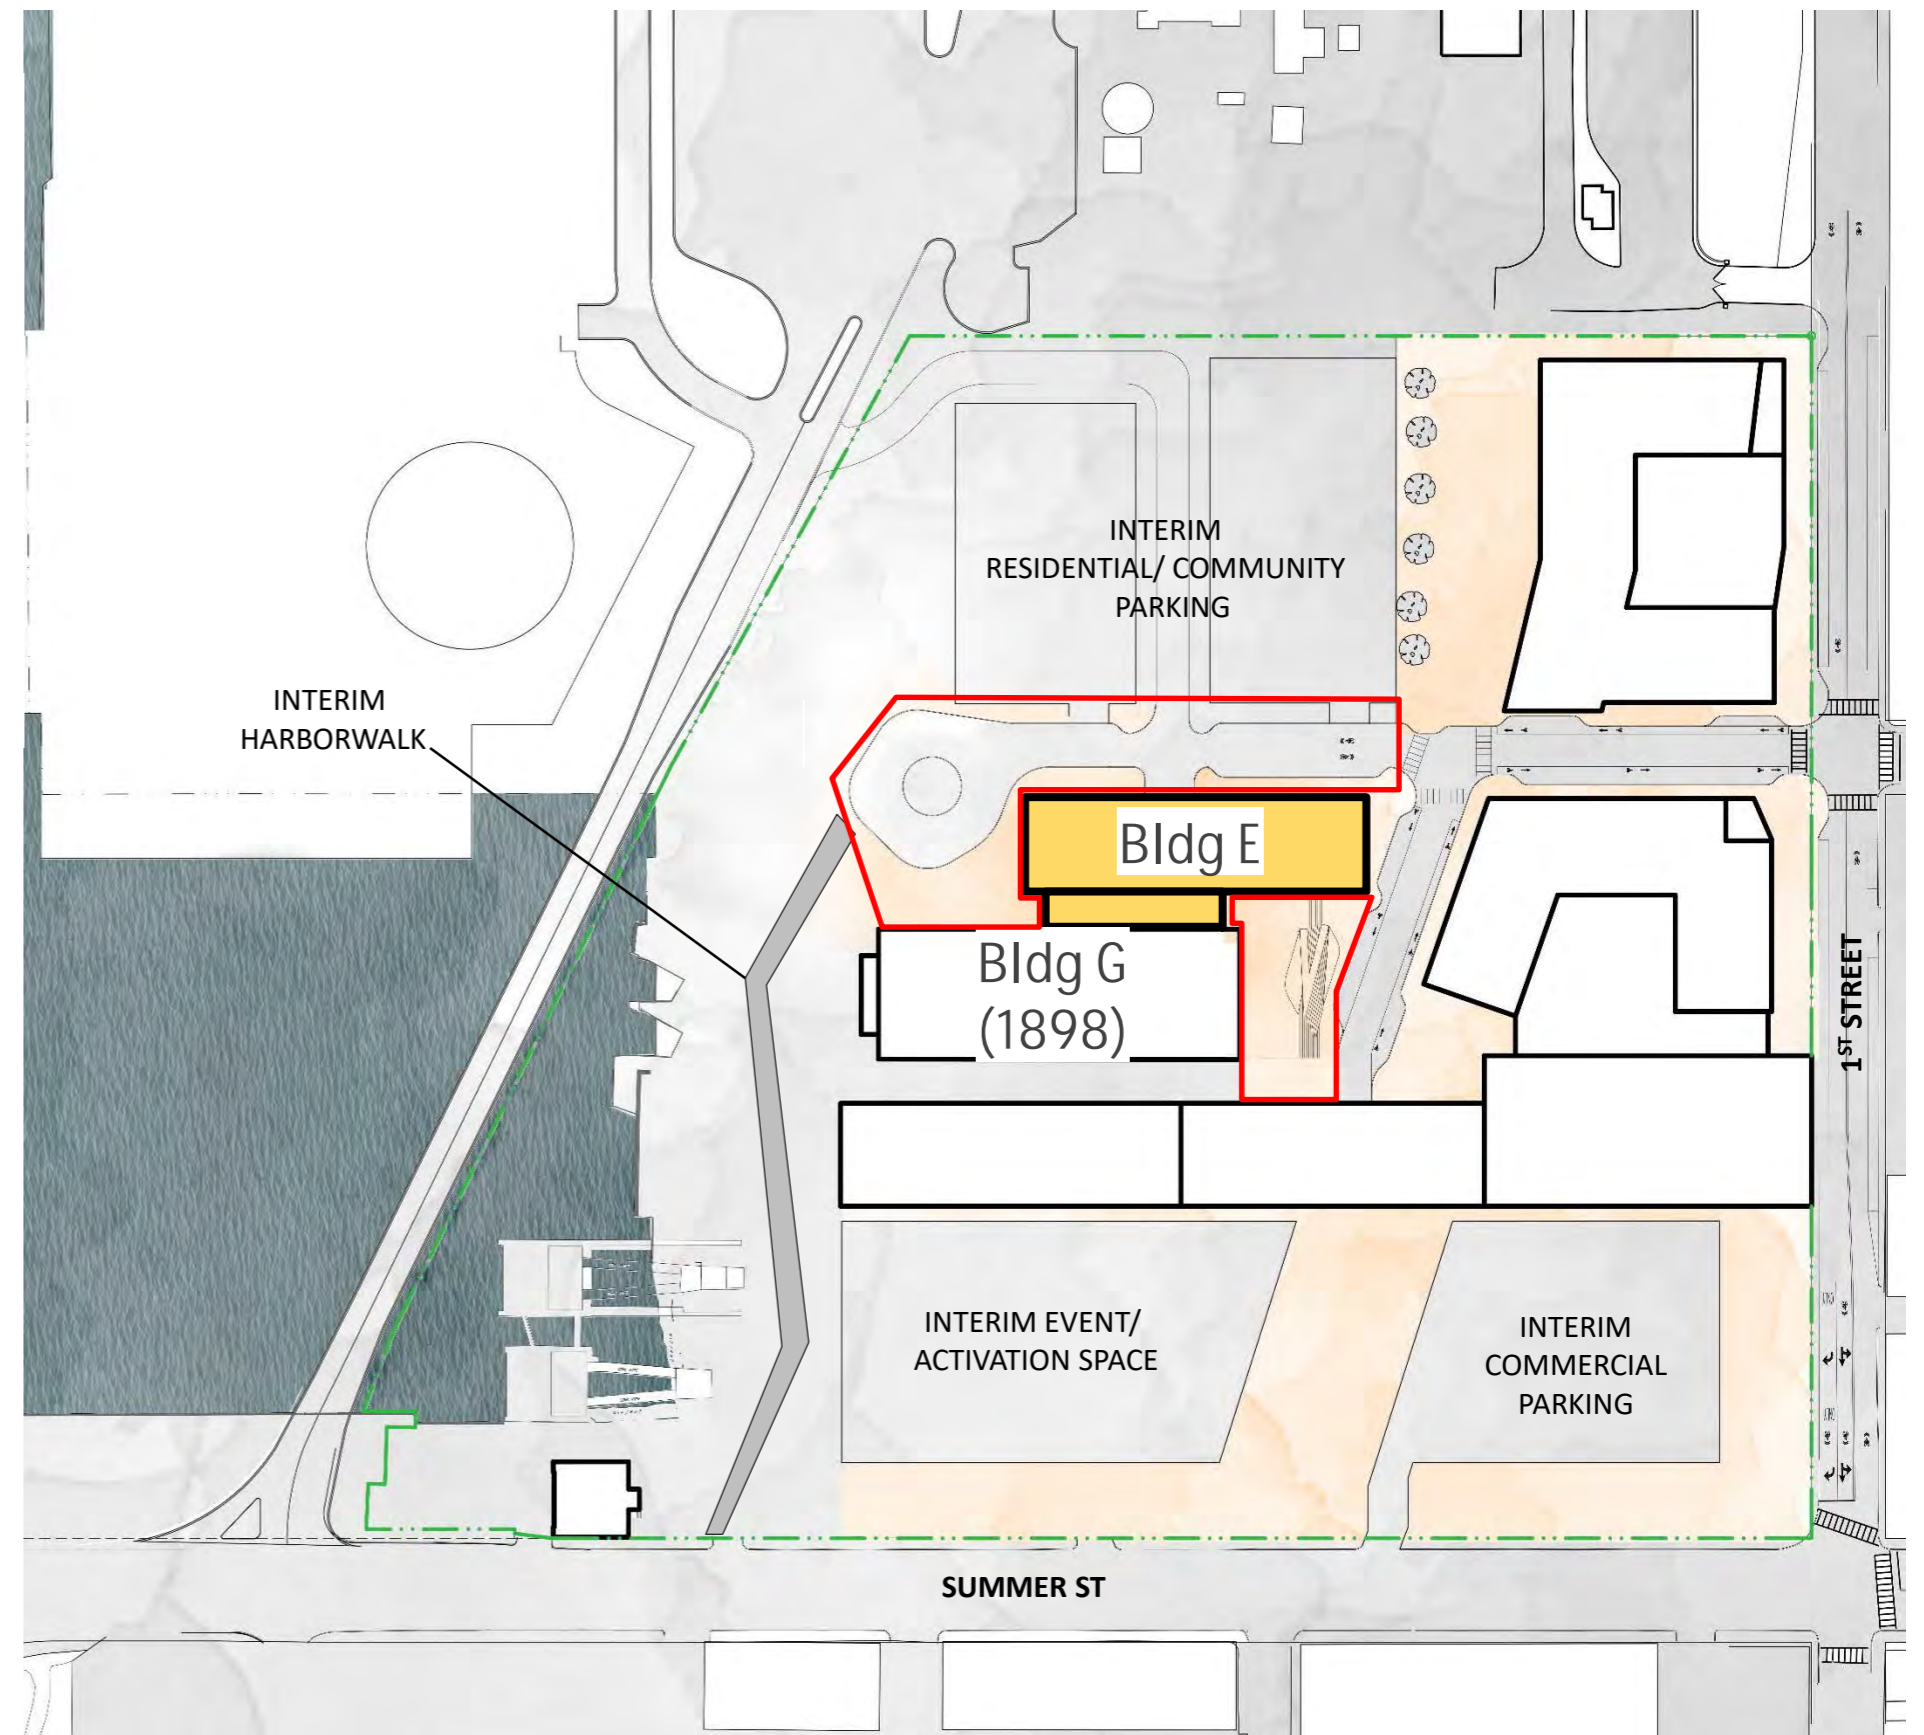 INTERIM
RESIDENTIAL/ COMMUNITY
PARKING
INTERIM
HARBORWALK
Bldg E
Bldg G
(1898)
1ST STREET
INTERIM EVENT/
ACTIVATION SPACE
INTERIM
COMMERCIAL
PARKING
SUMMER ST